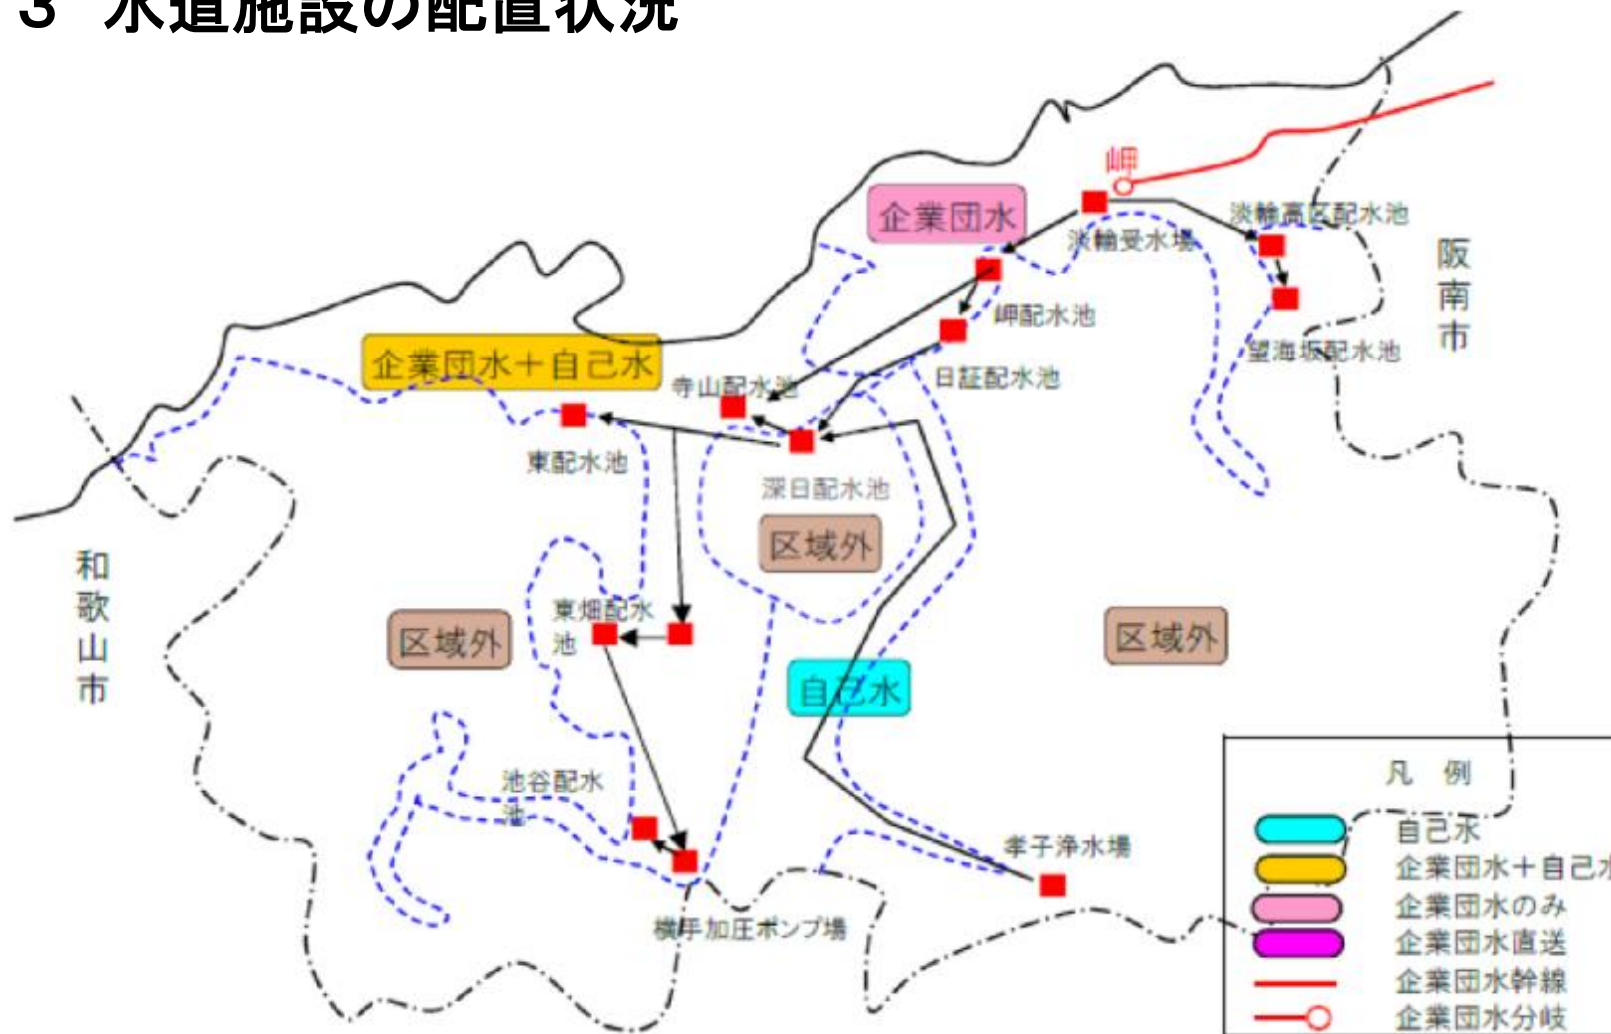 3 水道施設の配置状況
岬
企業団水
淡輪高区配水池
淡輪受水場
阪南市
岬配水池
望海坂配水池
企業団水＋自己水
寺山配水池
日証配水池
東配水池
深日配水池
区域外
和歌山市
東畑配水
池
区域外
区域外
自己水
池谷配水
池
孝子浄水場
横手加圧ポンプ場
凡 例
自己水
企業団水＋自己水
企業団水のみ
企業団水直送
企業団水幹線
企業団水分岐